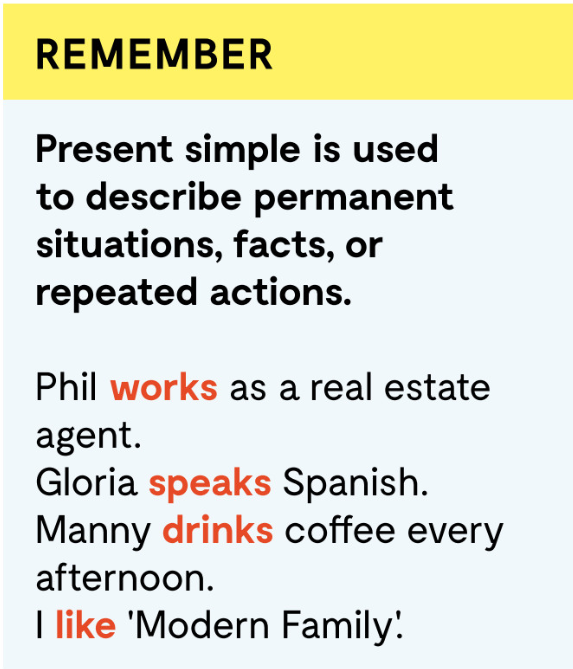 REMEMBER
Present simple is used
to describe permanent
situations, facts, or
repeated actions.
Phil works as a real estate
agent.
Gloria speaks Spanish.
Manny drinks coffee every
afternoon.
I like 'Modern Family'.